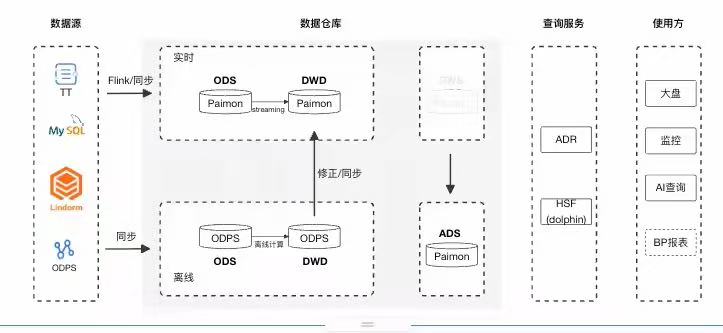 数据源
数据仓库
查询服务
使用方
TT
MySQL
Lindorm
ODPS
Flink/同步
同步
实时
ODS
DWD
Paimon
streaming
Paimon
修正/同步
ODPS
离线计算
ODPS
ODS
DWD
离线
ADS
Paimon
ADR
HSF
(dolphin)
大盘
监控
AI查询
BP报表